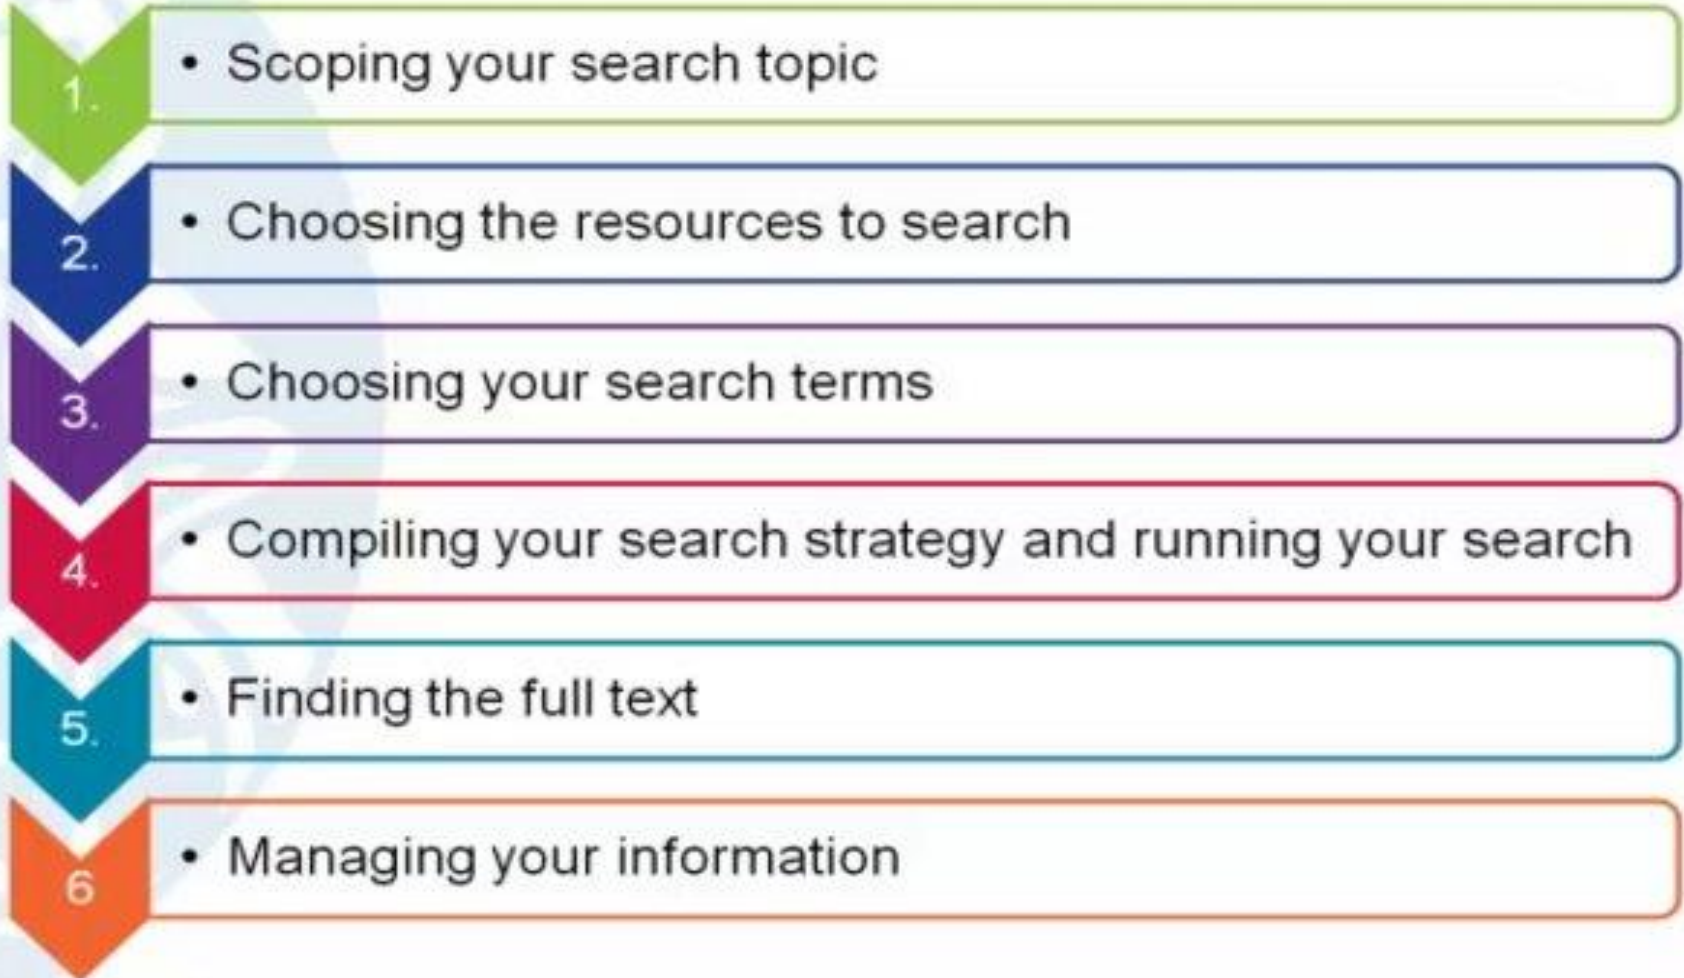 1. • Scoping your search topic
2. • Choosing the resources to search
3. • Choosing your search terms
4. • Compiling your search strategy and running your search
5. • Finding the full text
6 • Managing your information